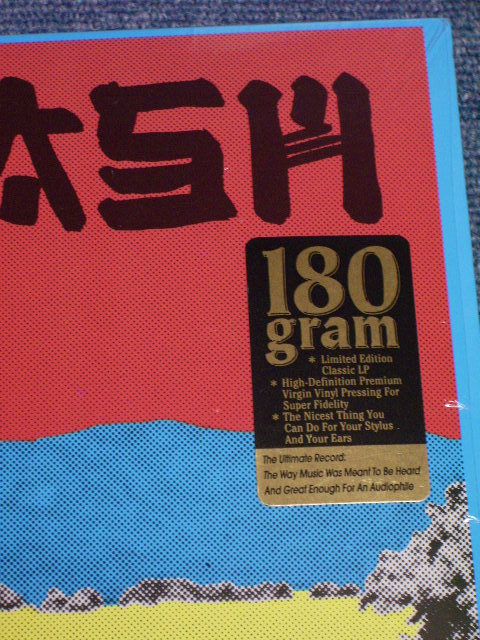 ASH
180
gram
* Limited Edition
Classic LP
* High-Definition Premium
Virgin Vinyl Pressing For
Super Fidelity
* The Nicest Thing You
Can Do For Your Stylus
And Your Ears
The Ultimate Record:
The Way Music Was Meant To Be Heard
And Great Enough For An Audiophile